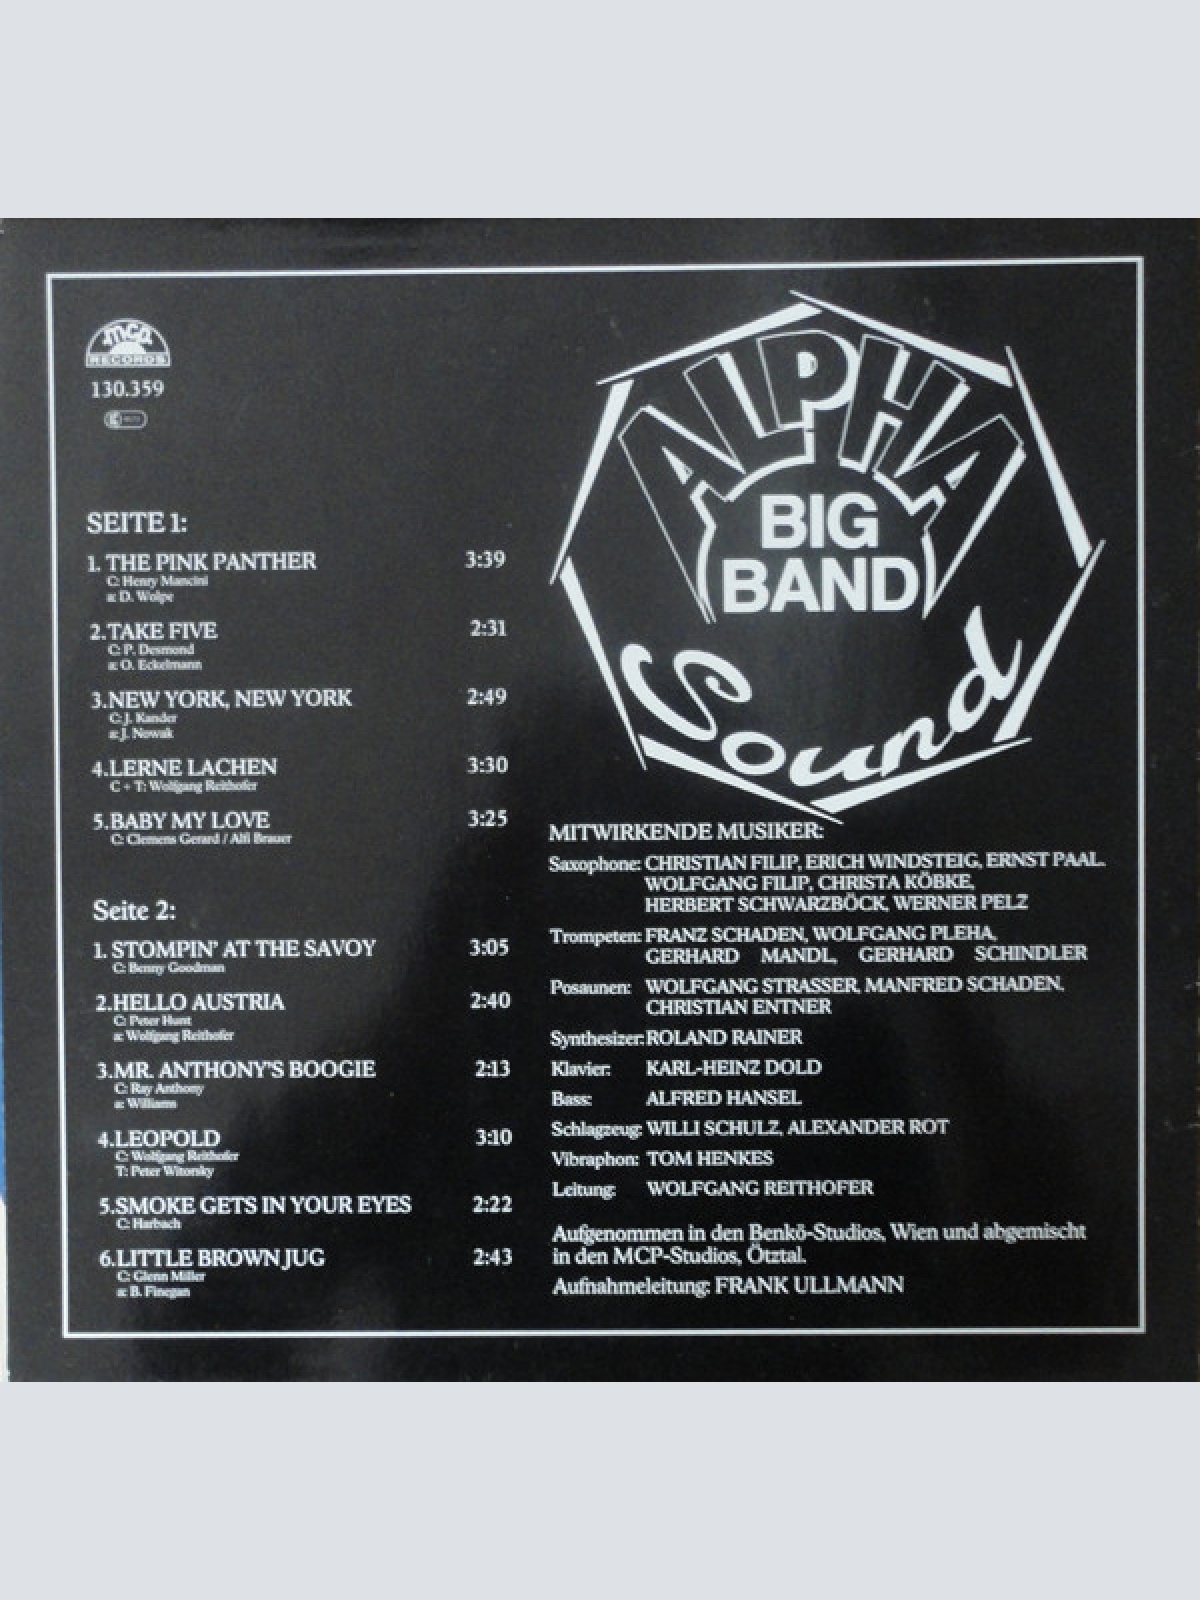 mcp
RECORDS
130.359
SEITE 1:
1. THE PINK PANTHER 3:39
C: Henry Mancini
a: D. Wolpe
2. TAKE FIVE 2:31
C: P. Desmond
a: O. Eckelmann
3. NEW YORK, NEW YORK 2:49
C: J. Kander
a: J. Nowak
4. LERNE LACHEN 3:30
C + T: Wolfgang Reithofer
5. BABY MY LOVE 3:25
C: Clemens Gerard / Alfi Brauer
Seite 2:
1. STOMPIN' AT THE SAVOY 3:05
C: Benny Goodman
2. HELLO AUSTRIA 2:40
C: Peter Hunt
a: Wolfgang Reithofer
3. MR. ANTHONY'S BOOGIE 2:13
C: Ray Anthony
a: Williams
4. LEOPOLD 3:10
C: Wolfgang Reithofer
T: Peter Witorsky
5. SMOKE GETS IN YOUR EYES 2:22
C: Harbach
6. LITTLE BROWN JUG 2:43
C: Glenn Miller
a: B. Finegan
ALPHA
BIG
BAND
Sound
MITWIRKENDE MUSIKER:
Saxophone: CHRISTIAN FILIP, ERICH WINDSTEIG, ERNST PAAL.
WOLFGANG FILIP, CHRISTA KÖBKE,
HERBERT SCHWARZBÖCK, WERNER PELZ
Trompeten: FRANZ SCHADEN, WOLFGANG PLEHA,
GERHARD MANDL, GERHARD SCHINDLER
Posaunen: WOLFGANG STRASSER, MANFRED SCHADEN.
CHRISTIAN ENTNER
Synthesizer: ROLAND RAINER
Klavier: KARL-HEINZ DOLD
Bass: ALFRED HANSEL
Schlagzeug: WILLI SCHULZ, ALEXANDER ROT
Vibraphon: TOM HENKES
Leitung: WOLFGANG REITHOFER
Aufgenommen in den Benkö-Studios, Wien und abgemischt
in den MCP-Studios, Ötztal.
Aufnahmeleitung: FRANK ULLMANN